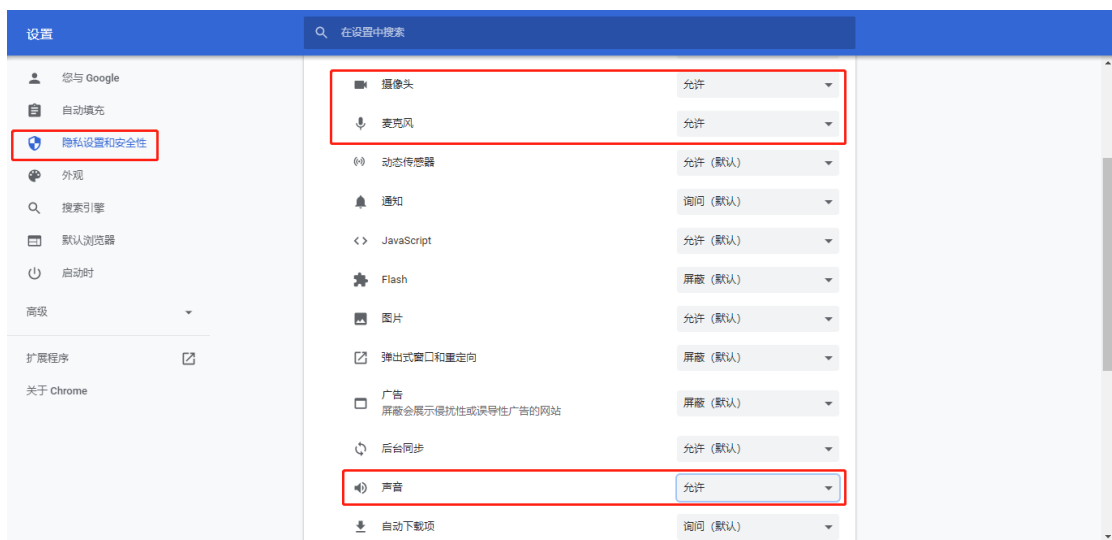 设置
在设置中搜索
您与 Google
自动填充
隐私设置和安全性
外观
搜索引擎
默认浏览器
启动时
高级
扩展程序
关于 Chrome
摄像头
允许
麦克风
允许
动态传感器
允许（默认）
通知
询问（默认）
JavaScript
允许（默认）
Flash
屏蔽（默认）
图片
允许（默认）
弹出式窗口和重定向
屏蔽（默认）
广告
屏蔽会展示侵扰性或误导性广告的网站
屏蔽（默认）
后台同步
允许（默认）
声音
允许
自动下载项
询问（默认）